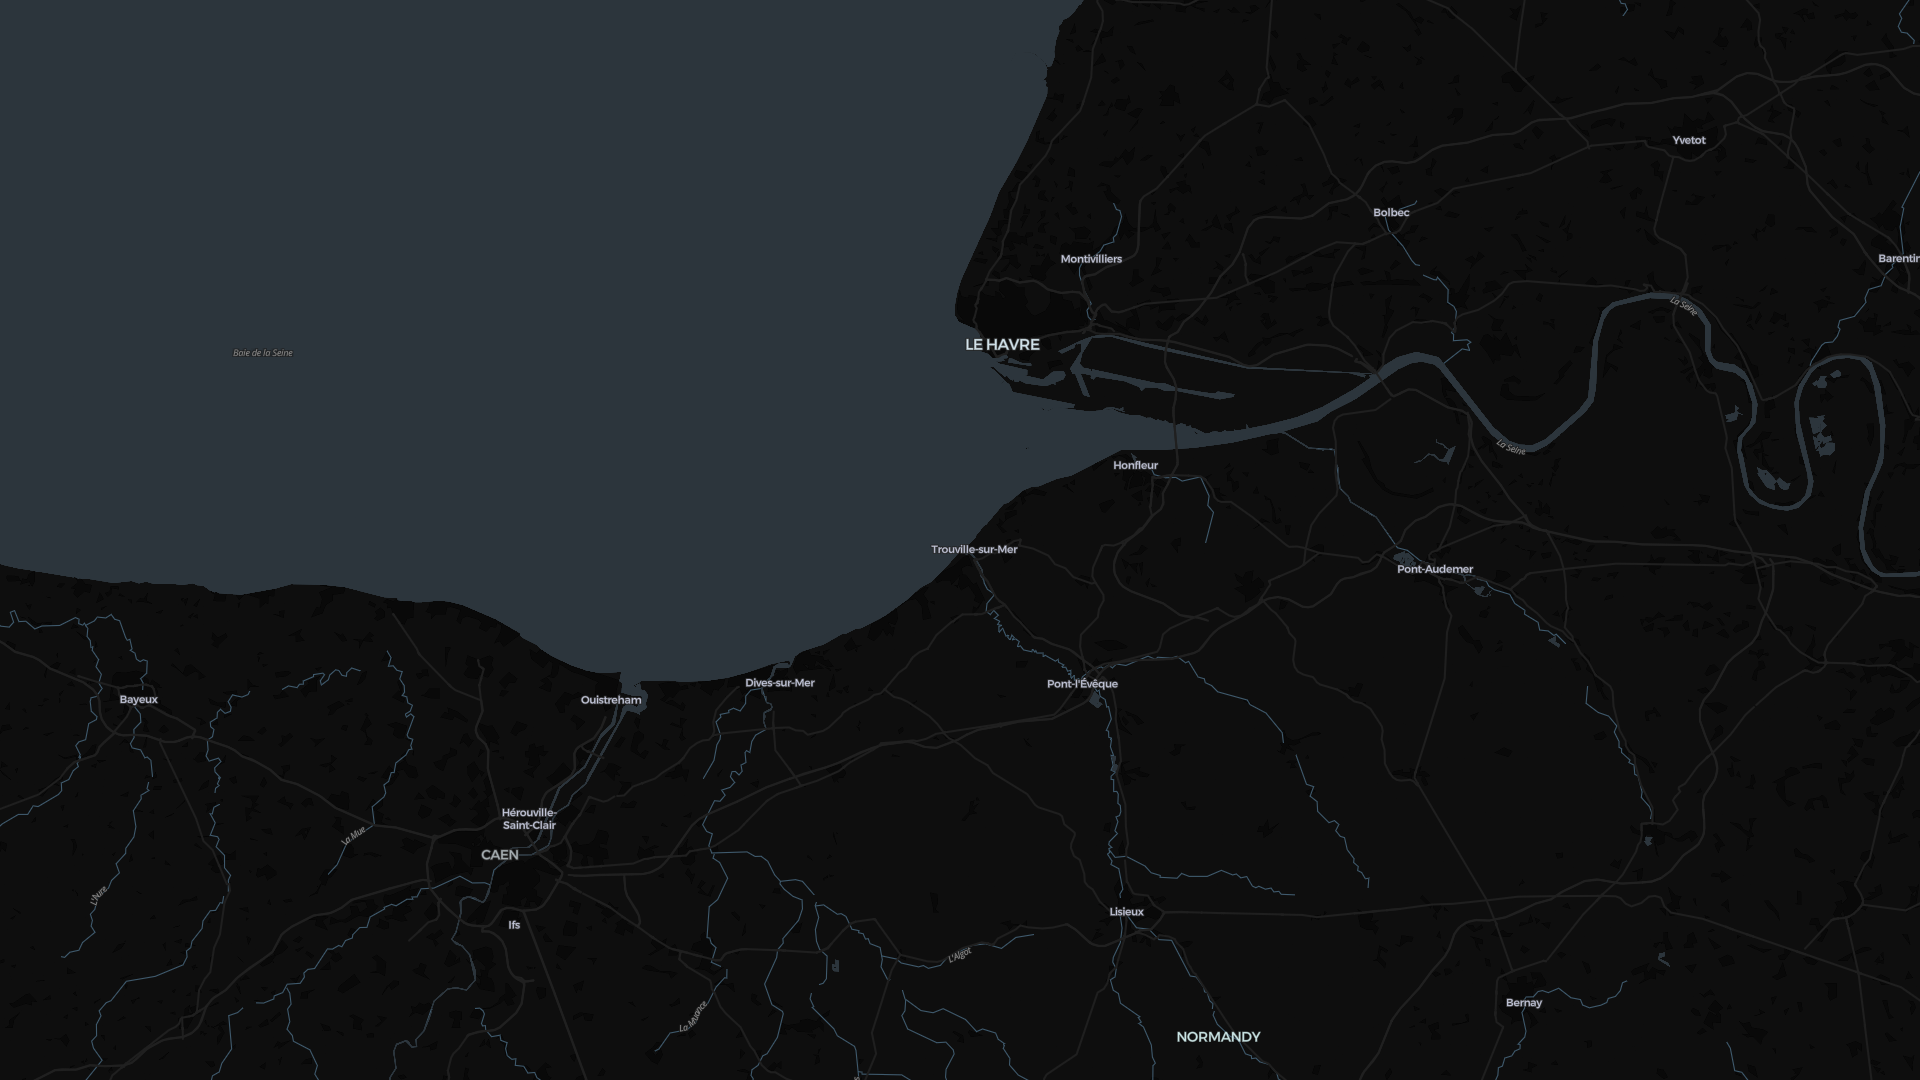 Yvetot
Bolbec
Montivilliers
Barentin
La Seine
LE HAVRE
Baie de la Seine
La Seine
Honfleur
Trouville-sur-Mer
Pont-Audemer
Dives-sur-Mer
Pont-l'Évêque
Bayeux
Ouistreham
Hérouville-
Saint-Clair
La Mue
CAEN
L'Aure
Lisieux
Ifs
L'Algot
Bernay
La Muance
NORMANDY